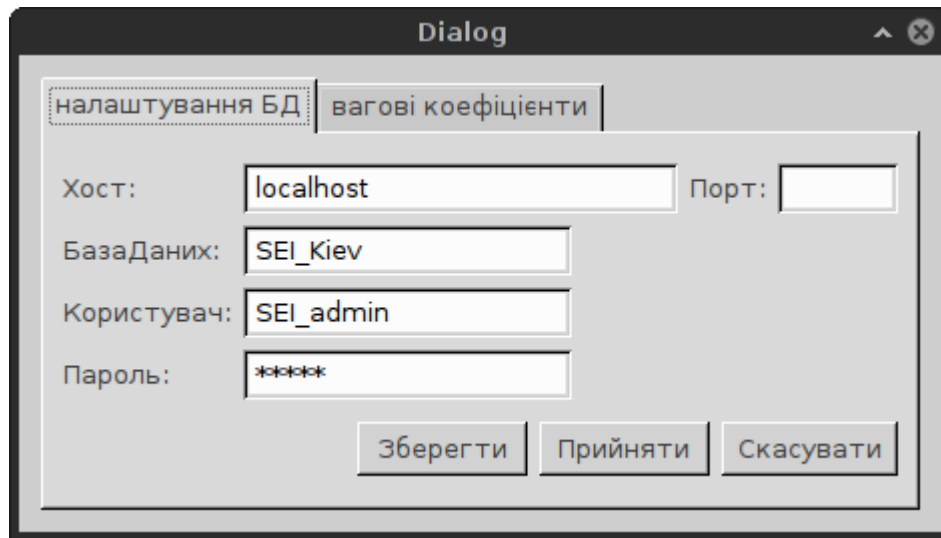 Dialog
налаштування БД вагові коефіцієнти
Хост: localhost Порт:
БазаДаних: SEI_Kiev
Користувач: SEI_admin
Пароль: *****
Зберегти Прийняти Скасувати